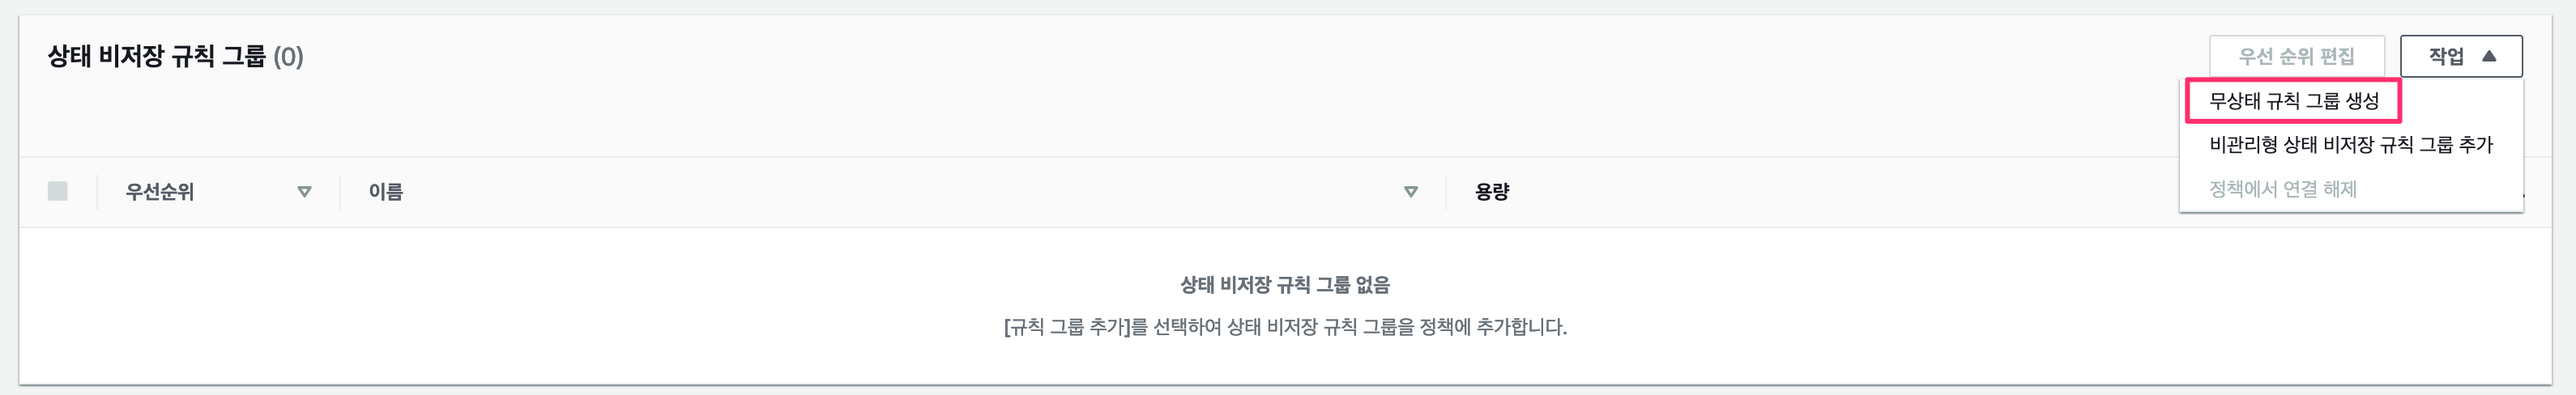 상태 비저장 규칙 그룹 (0)
우선 순위 편집
작업
무상태 규칙 그룹 생성
비관리형 상태 비저장 규칙 그룹 추가
정책에서 연결 해제
우선순위
이름
용량
상태 비저장 규칙 그룹 없음
[규칙 그룹 추가]를 선택하여 상태 비저장 규칙 그룹을 정책에 추가합니다.